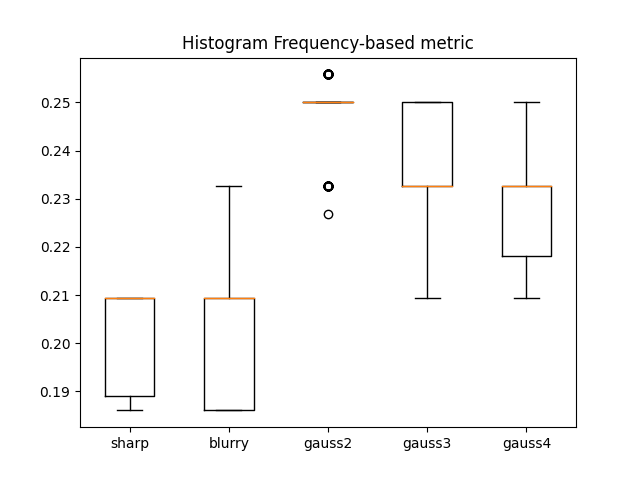 Histogram Frequency-based metric
0.25
0.24
0.23
0.22
0.21
0.20
0.19
sharp
blurry
gauss2
gauss3
gauss4